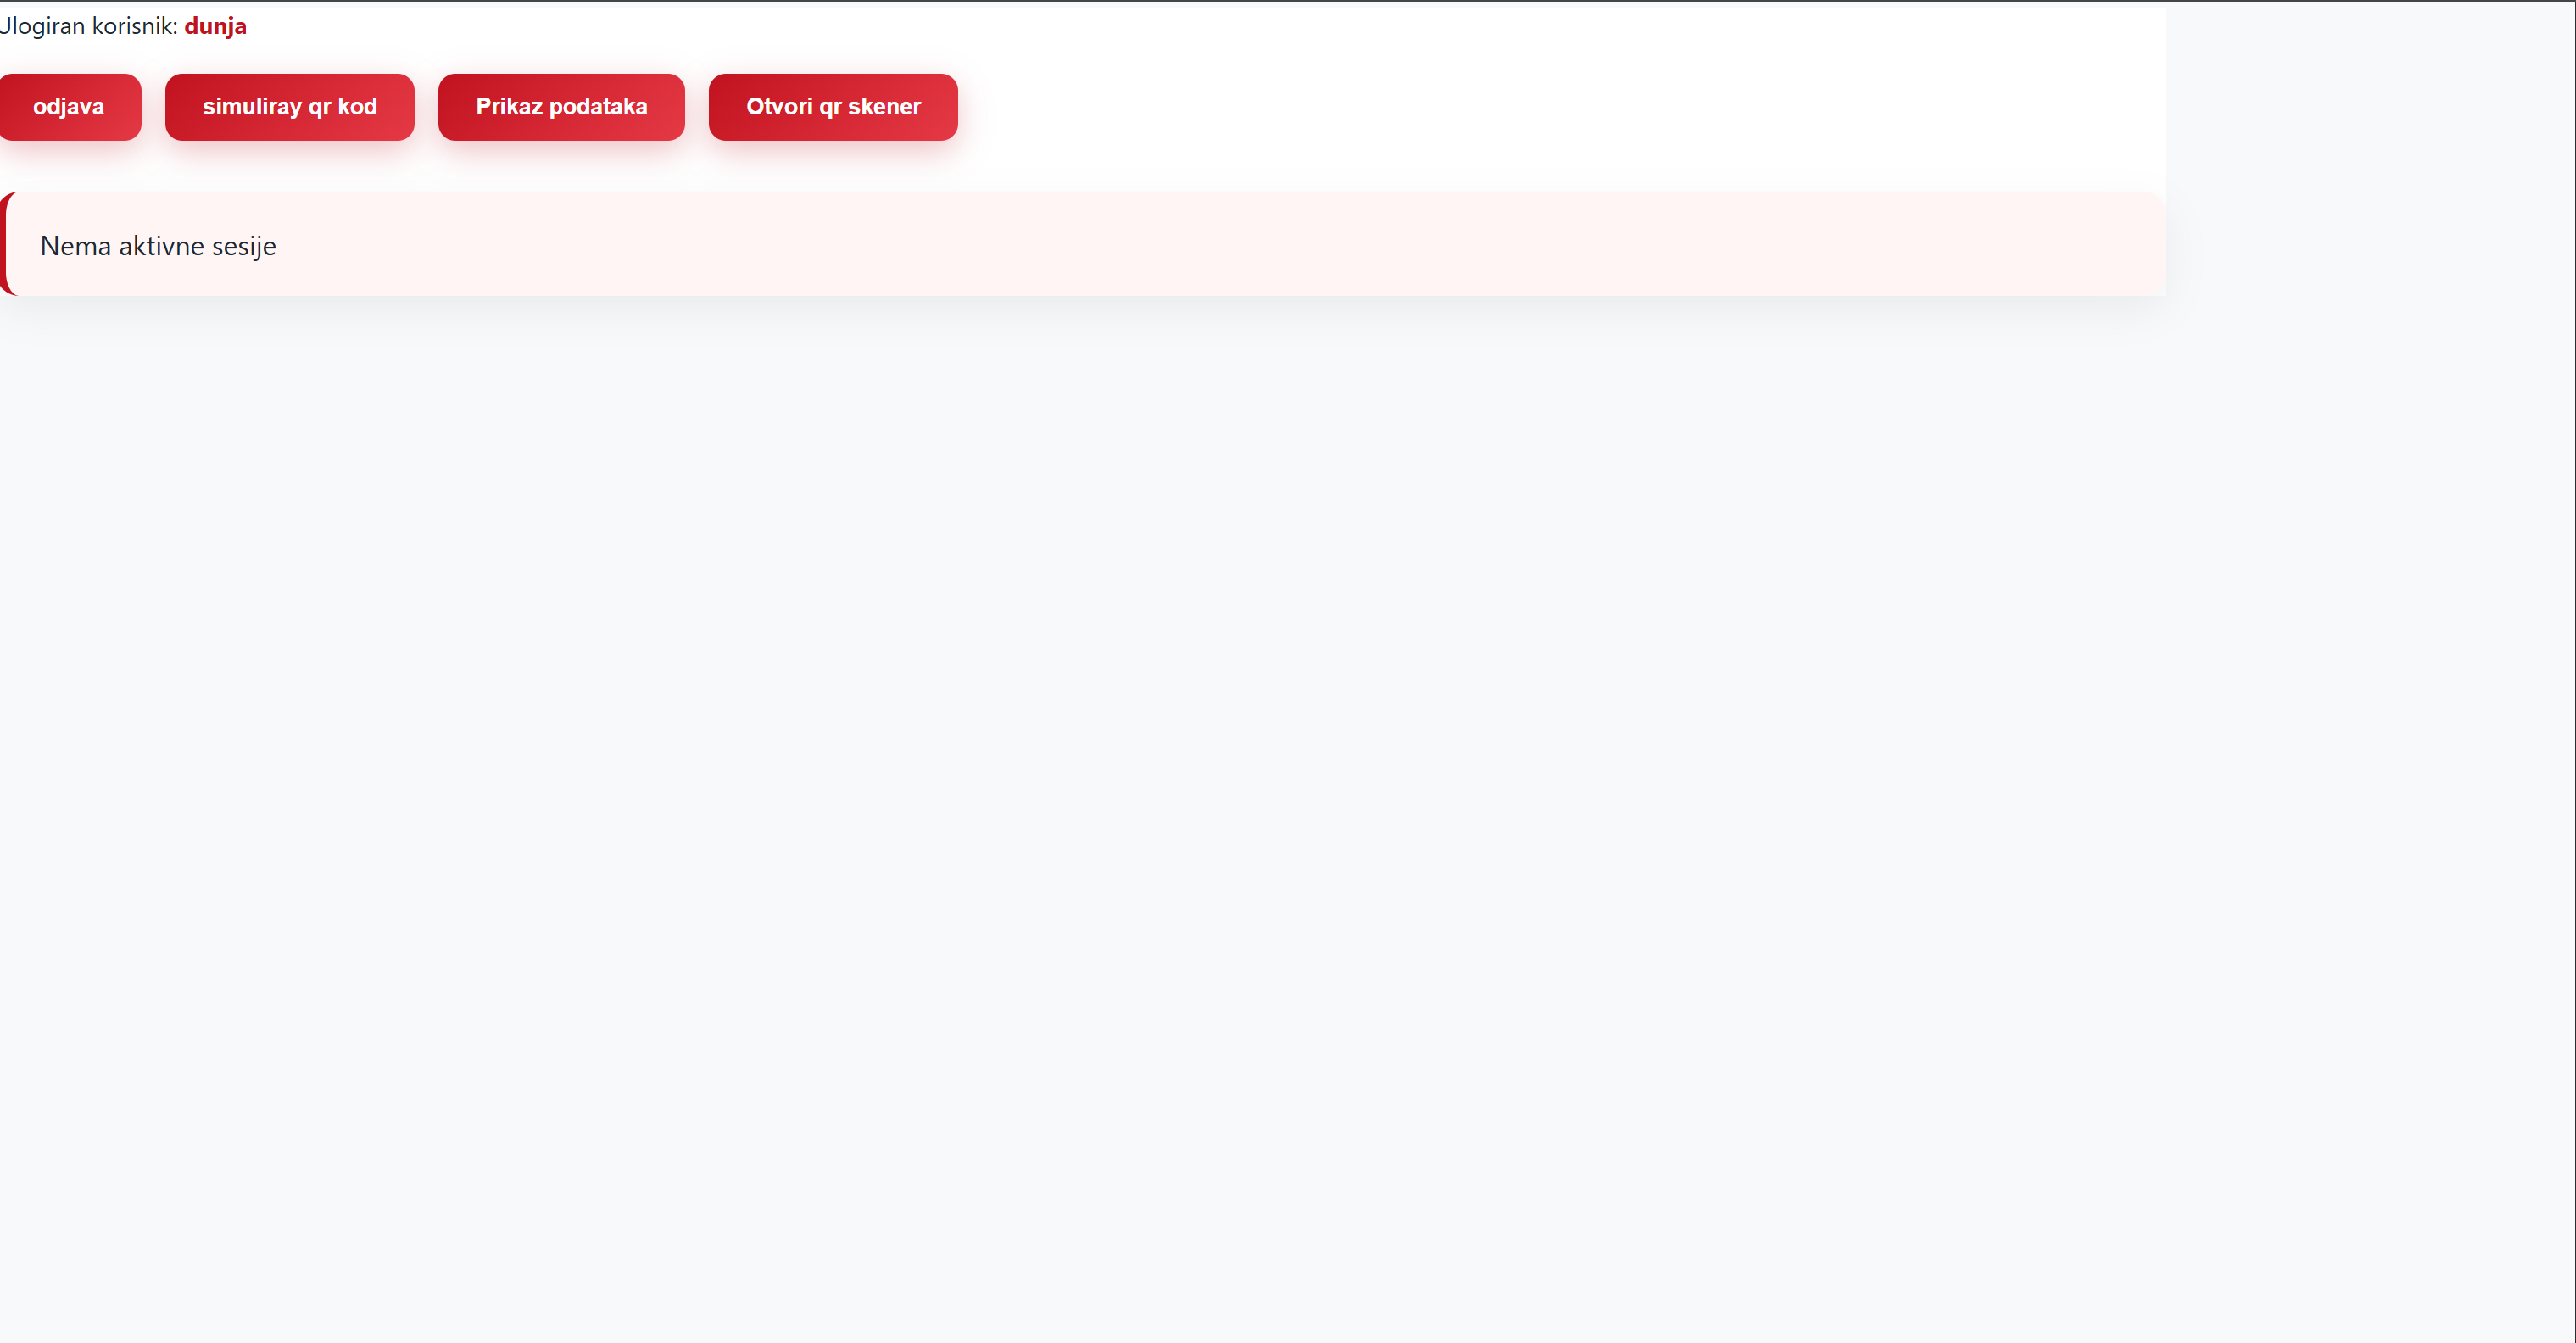 Ulogiran korisnik: dunja
odjava
simuliray qr kod
Prikaz podataka
Otvori qr skener
Nema aktivne sesije